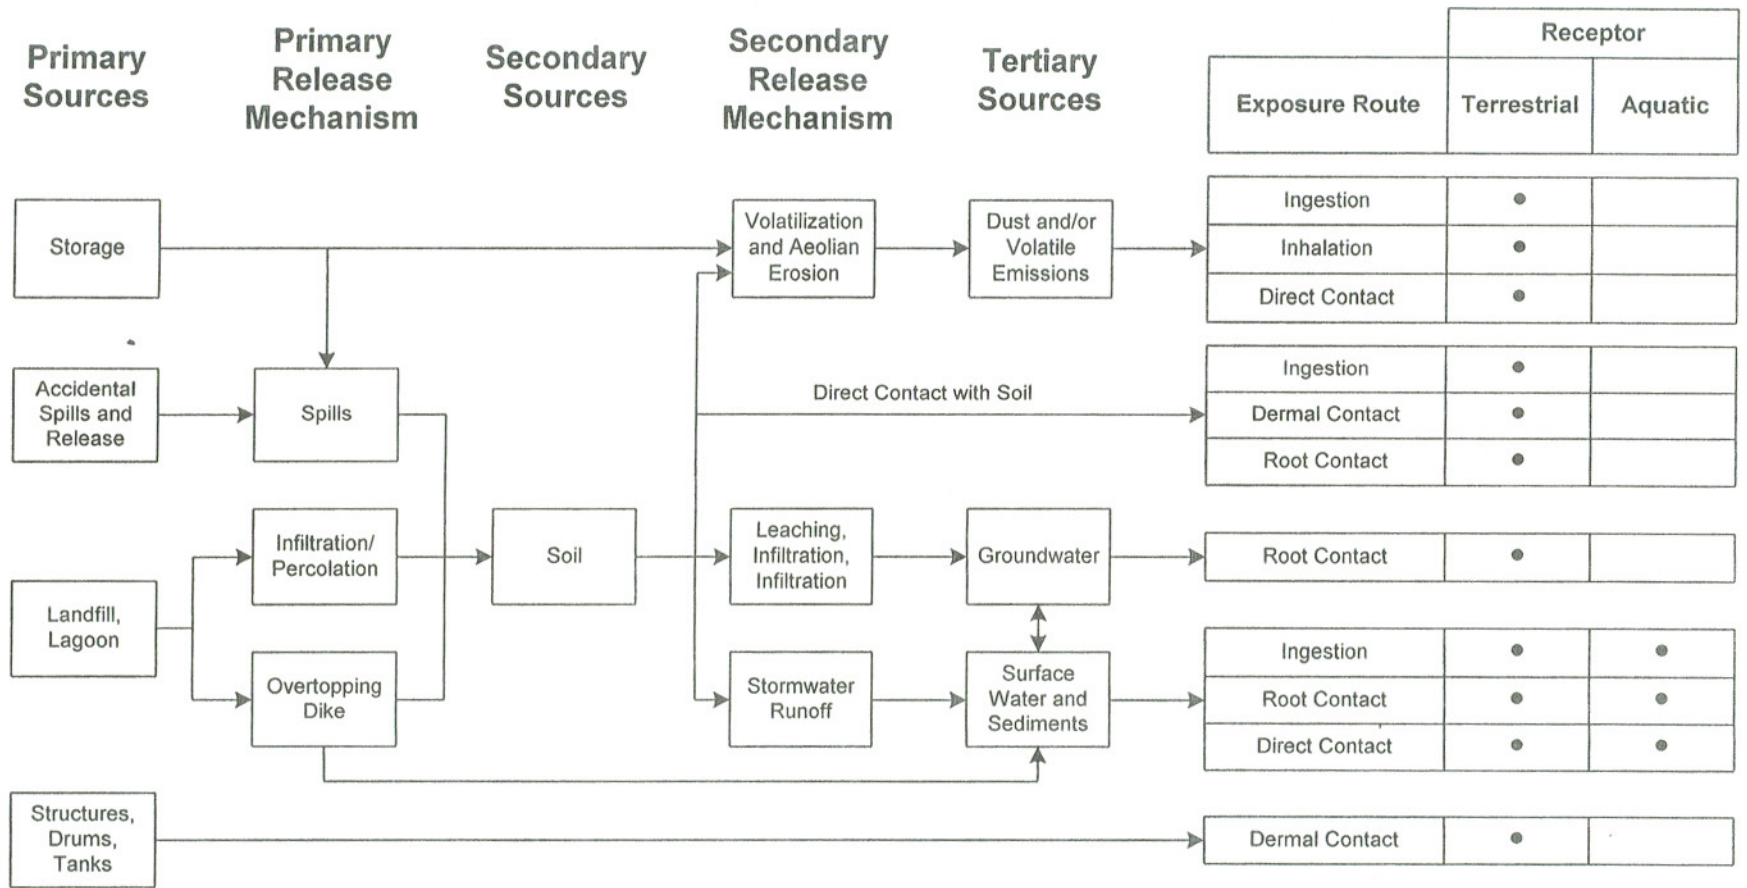 Primary
Sources
Primary
Release
Mechanism
Secondary
Sources
Secondary
Release
Mechanism
Tertiary
Sources
Receptor
Exposure Route
Terrestrial
Aquatic
Storage
Volatilization
and Aeolian
Erosion
Dust and/or
Volatile
Emissions
Ingestion
Inhalation
Direct Contact
Accidental
Spills and
Release
Spills
Direct Contact with Soil
Ingestion
Dermal Contact
Root Contact
Landfill,
Lagoon
Infiltration/
Percolation
Soil
Leaching,
Infiltration,
Infiltration
Groundwater
Root Contact
Overtopping
Dike
Stormwater
Runoff
Surface
Water and
Sediments
Ingestion
Root Contact
Direct Contact
Structures,
Drums,
Tanks
Dermal Contact